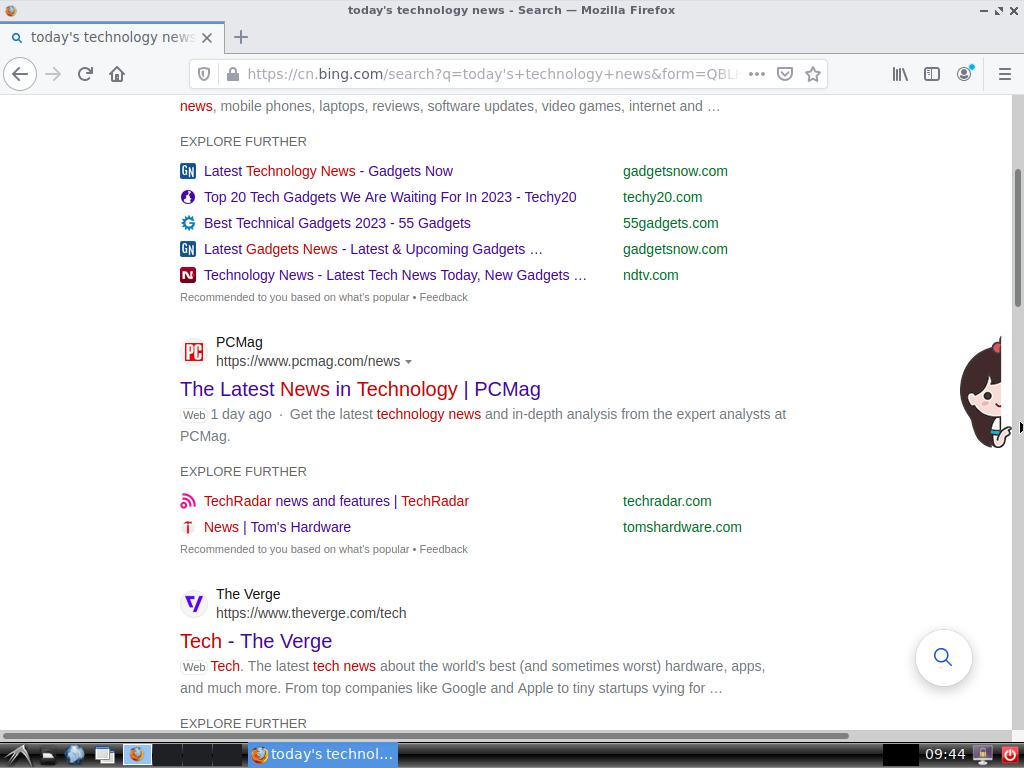 today's technology news - Search — Mozilla Firefox
today's technology news
https://cn.bing.com/search?q=today's+technology+news&form=QBL
news, mobile phones, laptops, reviews, software updates, video games, internet and …
EXPLORE FURTHER
Latest Technology News - Gadgets Now gadgetsnow.com
Top 20 Tech Gadgets We Are Waiting For In 2023 - Techy20 techy20.com
Best Technical Gadgets 2023 - 55 Gadgets 55gadgets.com
Latest Gadgets News - Latest & Upcoming Gadgets … gadgetsnow.com
Technology News - Latest Tech News Today, New Gadgets … ndtv.com
Recommended to you based on what's popular • Feedback
PCMag
https://www.pcmag.com/news
The Latest News in Technology | PCMag
Web 1 day ago · Get the latest technology news and in-depth analysis from the expert analysts at
PCMag.
EXPLORE FURTHER
TechRadar news and features | TechRadar techradar.com
News | Tom's Hardware tomshardware.com
Recommended to you based on what's popular • Feedback
The Verge
https://www.theverge.com/tech
Tech - The Verge
Web Tech. The latest tech news about the world's best (and sometimes worst) hardware, apps,
and much more. From top companies like Google and Apple to tiny startups vying for …
EXPLORE FURTHER
today's technol... 09:44